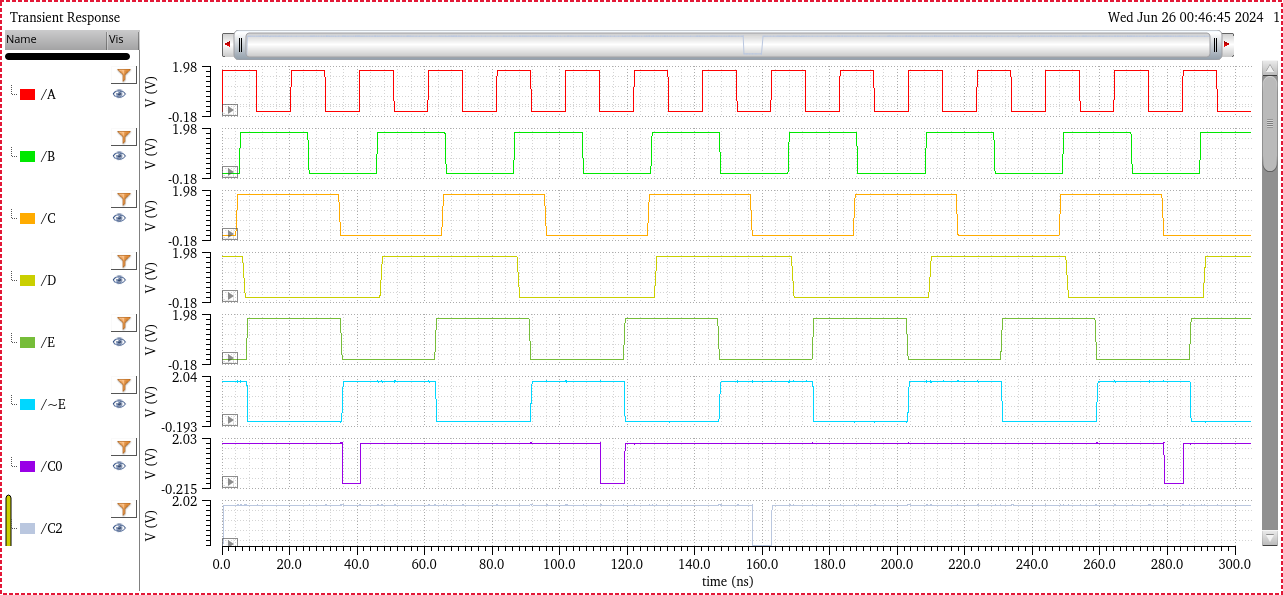 Transient Response
Wed Jun 26 00:46:45 2024 1
Name Vis
/A
V (V)
1.98
-0.18
/B
V (V)
1.98
-0.18
/C
V (V)
1.98
-0.18
/D
V (V)
1.98
-0.18
/E
V (V)
1.98
-0.18
/~E
V (V)
2.04
-0.193
/C0
V (V)
2.03
-0.215
/C2
V (V)
2.02
0.0 20.0 40.0 60.0 80.0 100.0 120.0 140.0 160.0 180.0 200.0 220.0 240.0 260.0 280.0 300.0
time (ns)